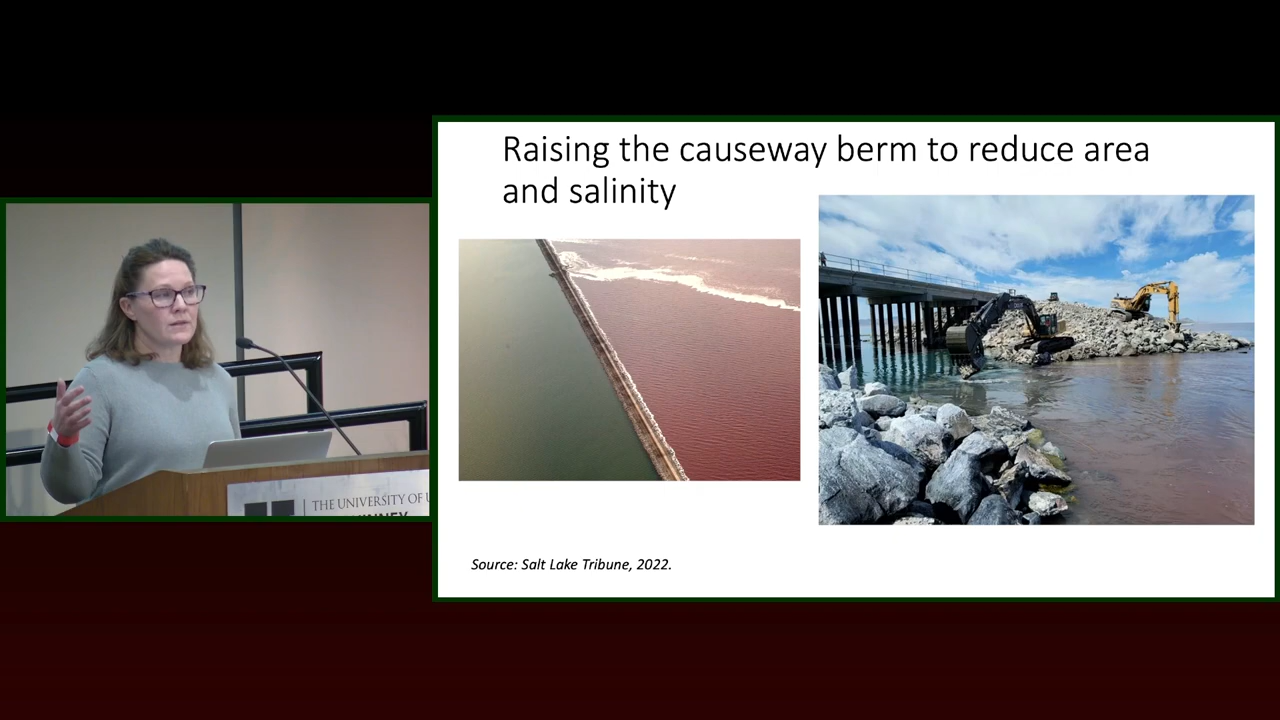 Raising the causeway berm to reduce area
and salinity
Source: Salt Lake Tribune, 2022.
THE UNIVERSITY OF